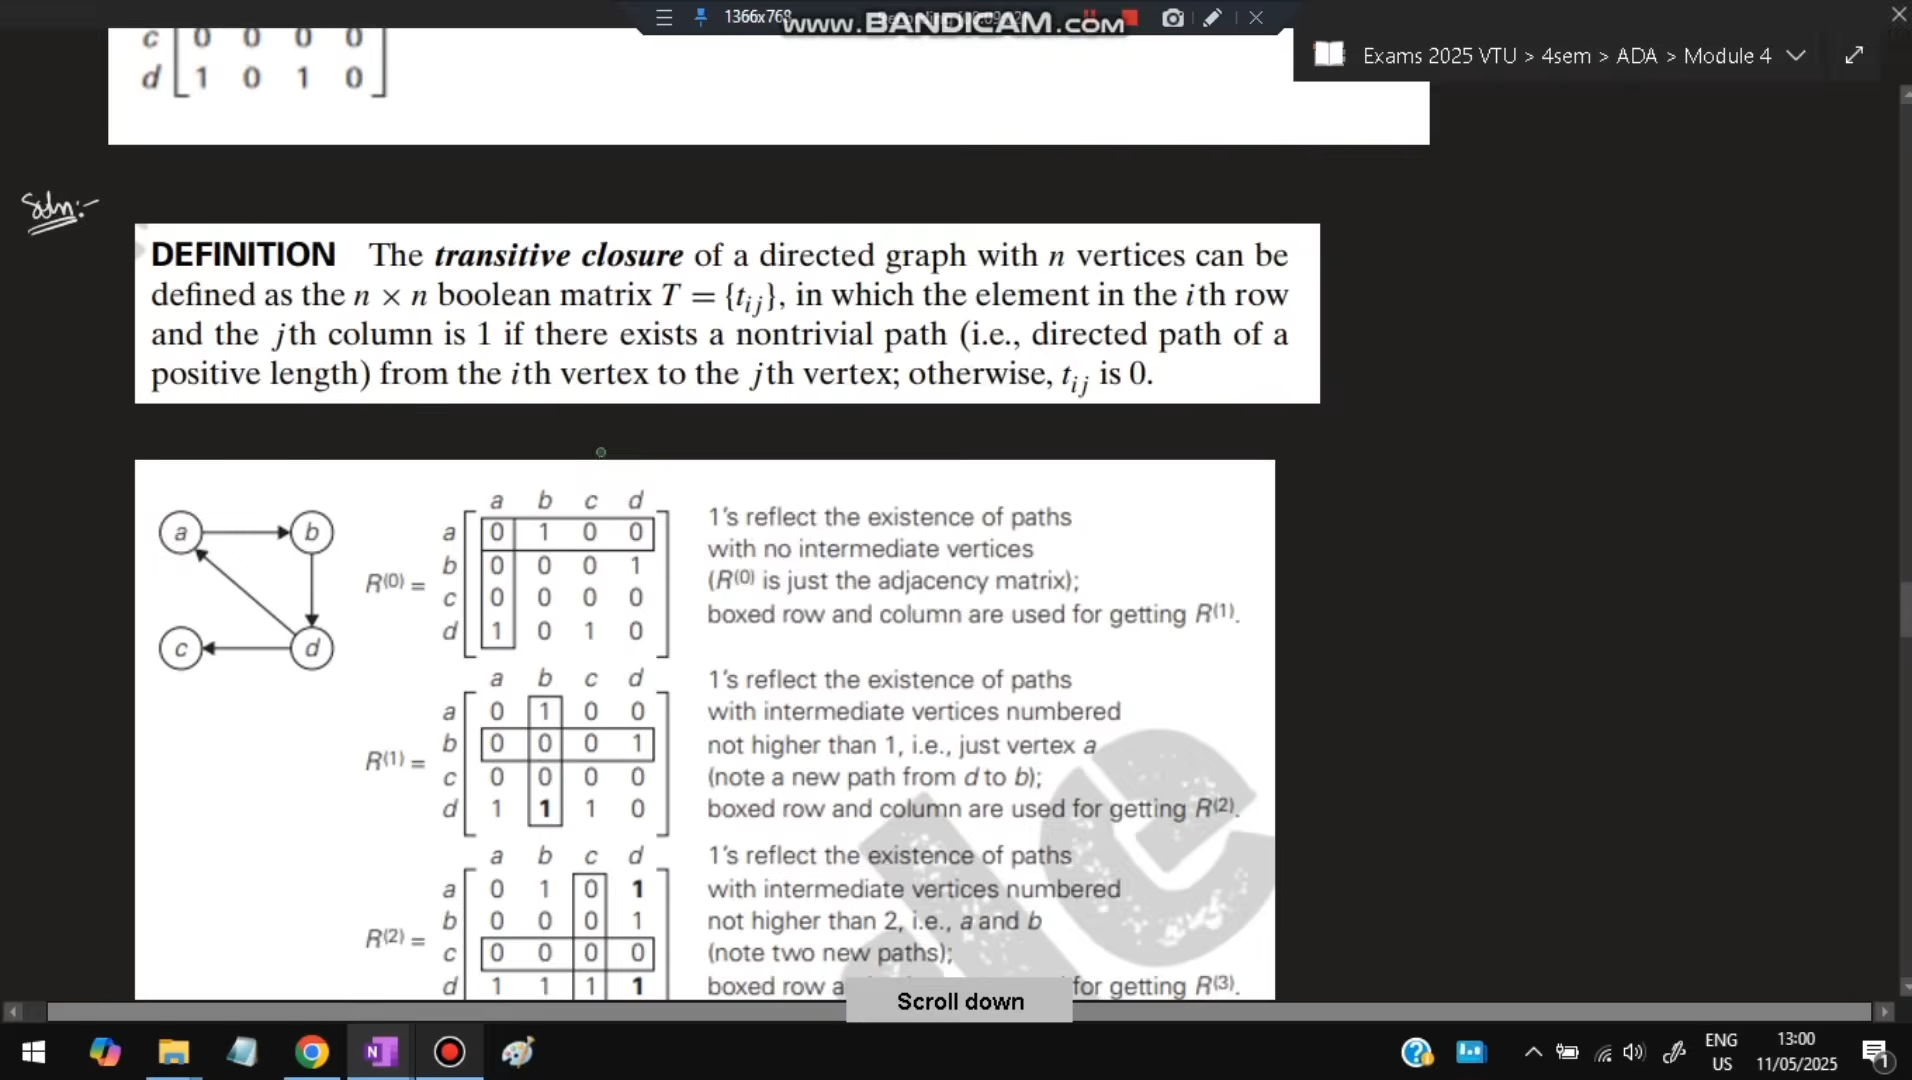 1366x768
www.BANDICAM.com
c 0 0 0 0
d 1 0 1 0
Exams 2025 VTU > 4sem > ADA > Module 4
Soln:-
DEFINITION The transitive closure of a directed graph with n vertices can be
defined as the n × n boolean matrix T = {tij}, in which the element in the ith row
and the jth column is 1 if there exists a nontrivial path (i.e., directed path of a
positive length) from the ith vertex to the jth vertex; otherwise, tij is 0.
a b
c d
a b c d
a 0 1 0 0
b 0 0 0 1
R(0) =
c 0 0 0 0
d 1 0 1 0
1's reflect the existence of paths
with no intermediate vertices
(R(0) is just the adjacency matrix);
boxed row and column are used for getting R(1).
a b c d
a 0 1 0 0
b 0 0 0 1
R(1) =
c 0 0 0 0
d 1 1 1 0
1's reflect the existence of paths
with intermediate vertices numbered
not higher than 1, i.e., just vertex a
(note a new path from d to b);
boxed row and column are used for getting R(2).
a b c d
a 0 1 0 1
b 0 0 0 1
R(2) =
c 0 0 0 0
d 1 1 1 1
1's reflect the existence of paths
with intermediate vertices numbered
not higher than 2, i.e., a and b
(note two new paths);
boxed row a for getting R(3).
Scroll down
ENG
US
13:00
11/05/2025
1